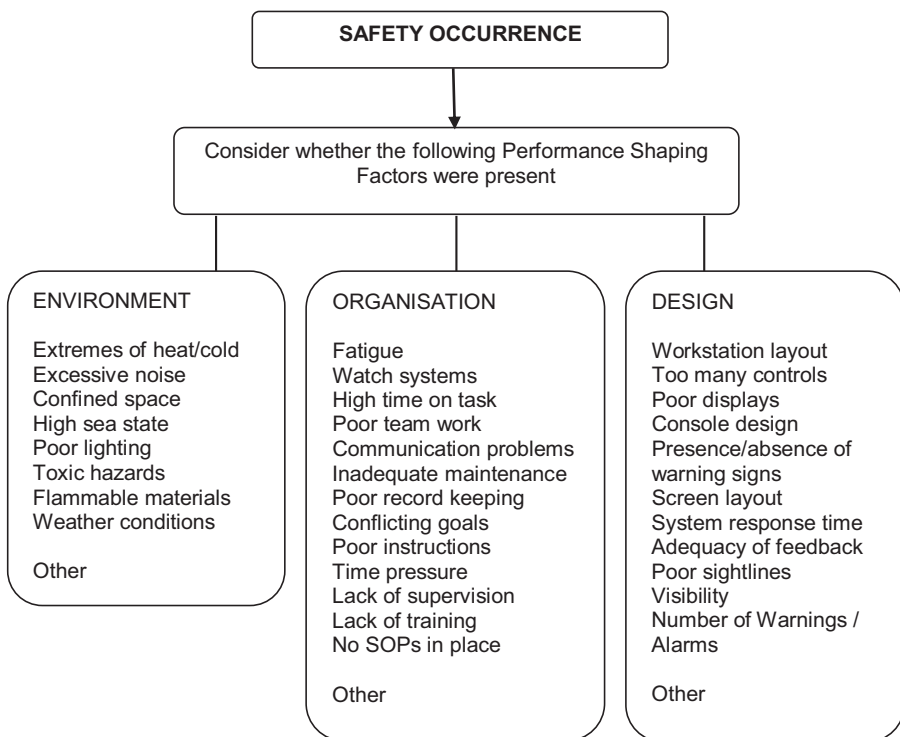 SAFETY OCCURRENCE
Consider whether the following Performance Shaping
Factors were present
ENVIRONMENT
Extremes of heat/cold
Excessive noise
Confined space
High sea state
Poor lighting
Toxic hazards
Flammable materials
Weather conditions
Other
ORGANISATION
Fatigue
Watch systems
High time on task
Poor team work
Communication problems
Inadequate maintenance
Poor record keeping
Conflicting goals
Poor instructions
Time pressure
Lack of supervision
Lack of training
No SOPs in place
Other
DESIGN
Workstation layout
Too many controls
Poor displays
Console design
Presence/absence of
warning signs
Screen layout
System response time
Adequacy of feedback
Poor sightlines
Visibility
Number of Warnings /
Alarms
Other